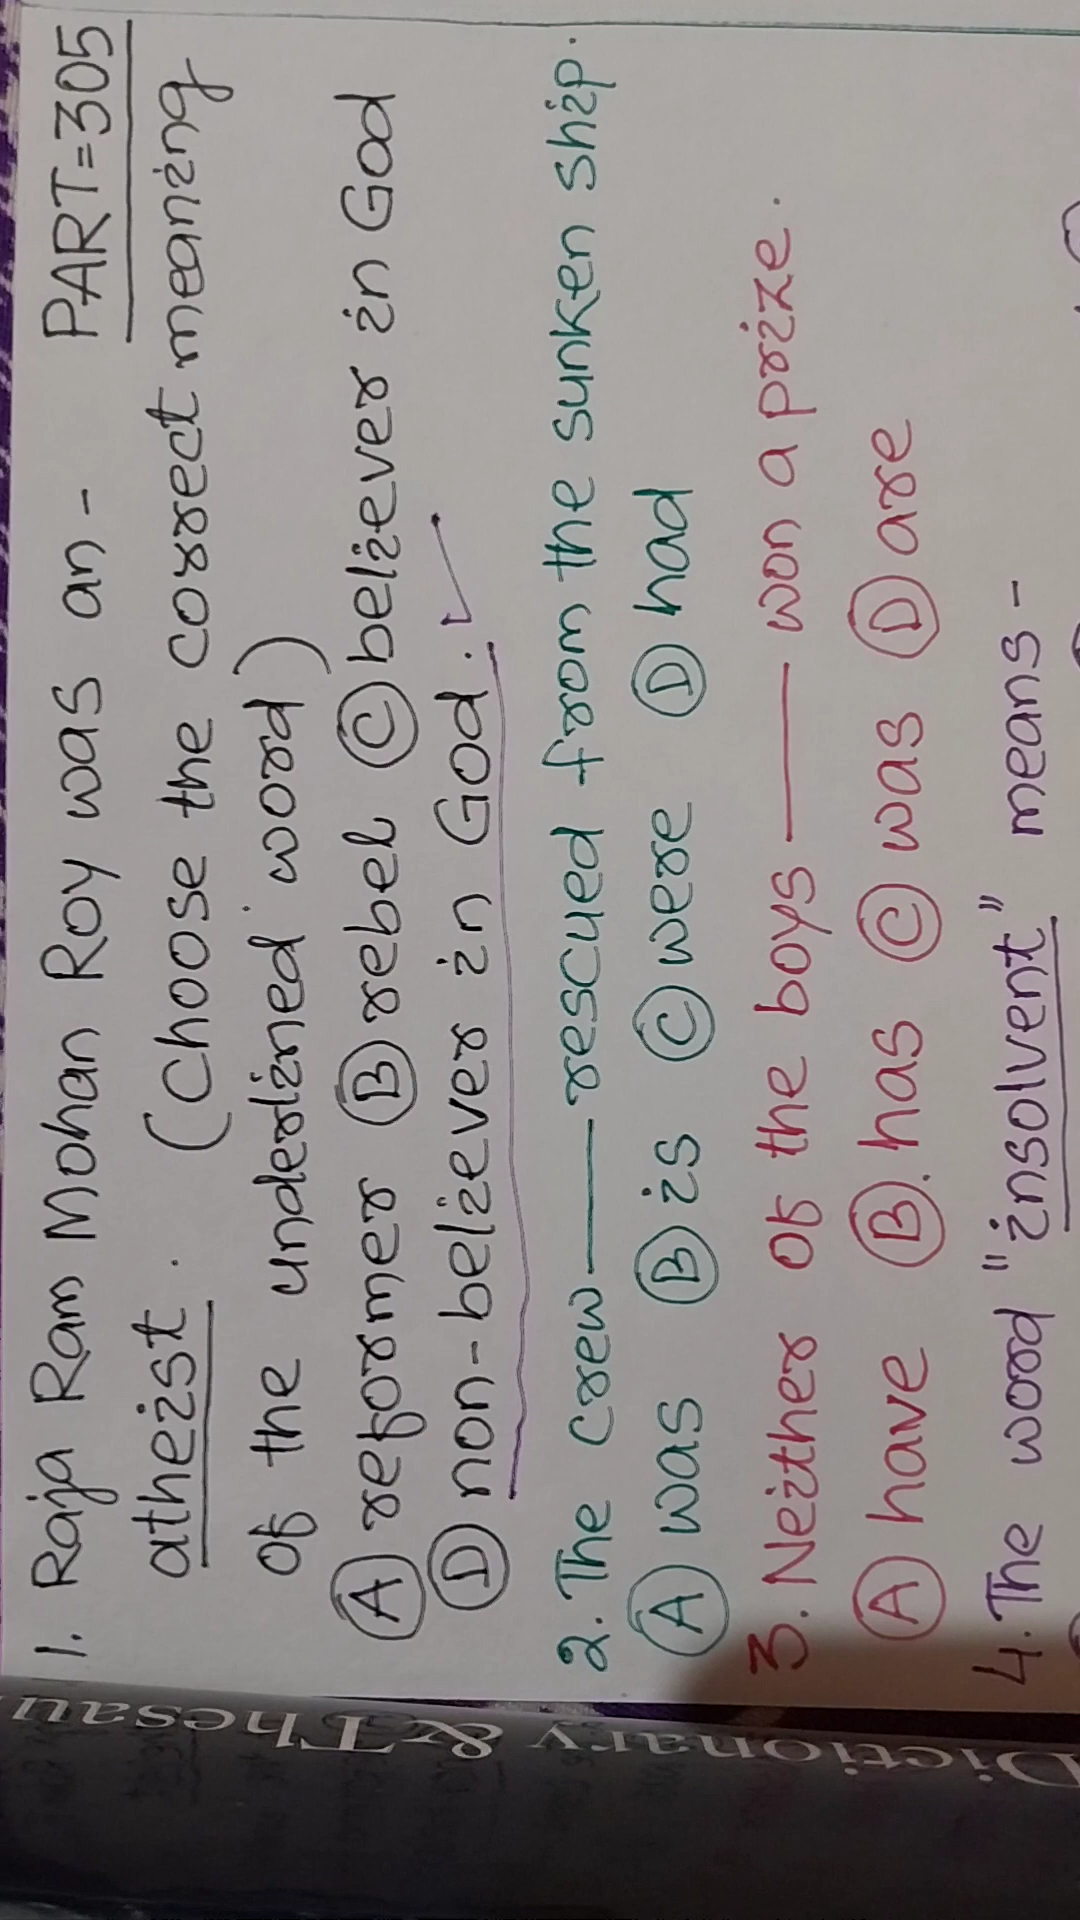 1. Raja Ram Mohan Roy was an - PART=305
atheist. (Choose the correct meaning
of the underlined word)
(A) reformer (B) rebel (C) believer in God
(D) non-believer in God. ✓
2. The crew —— rescued from the sunken ship.
(A) was (B) is (C) were (D) had
3. Neither of the boys —— won a prize.
(A) have (B). has (C) was (D) are
4. The word "insolvent" means -
Dictionary & Thesau